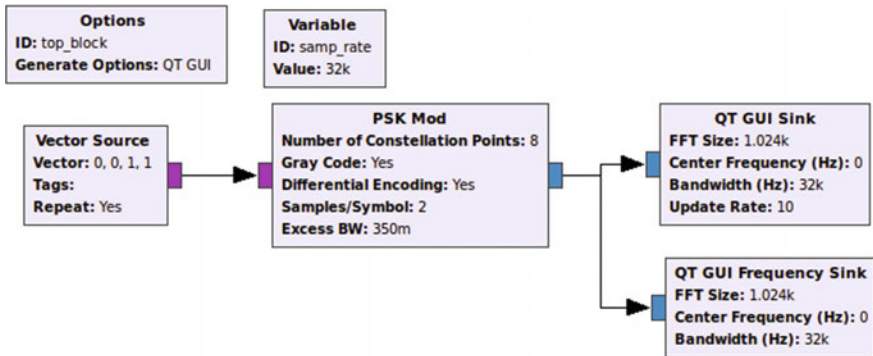 Options
ID: top_block
Generate Options: QT GUI
Variable
ID: samp_rate
Value: 32k
Vector Source
Vector: 0, 0, 1, 1
Tags:
Repeat: Yes
PSK Mod
Number of Constellation Points: 8
Gray Code: Yes
Differential Encoding: Yes
Samples/Symbol: 2
Excess BW: 350m
QT GUI Sink
FFT Size: 1.024k
Center Frequency (Hz): 0
Bandwidth (Hz): 32k
Update Rate: 10
QT GUI Frequency Sink
FFT Size: 1.024k
Center Frequency (Hz): 0
Bandwidth (Hz): 32k